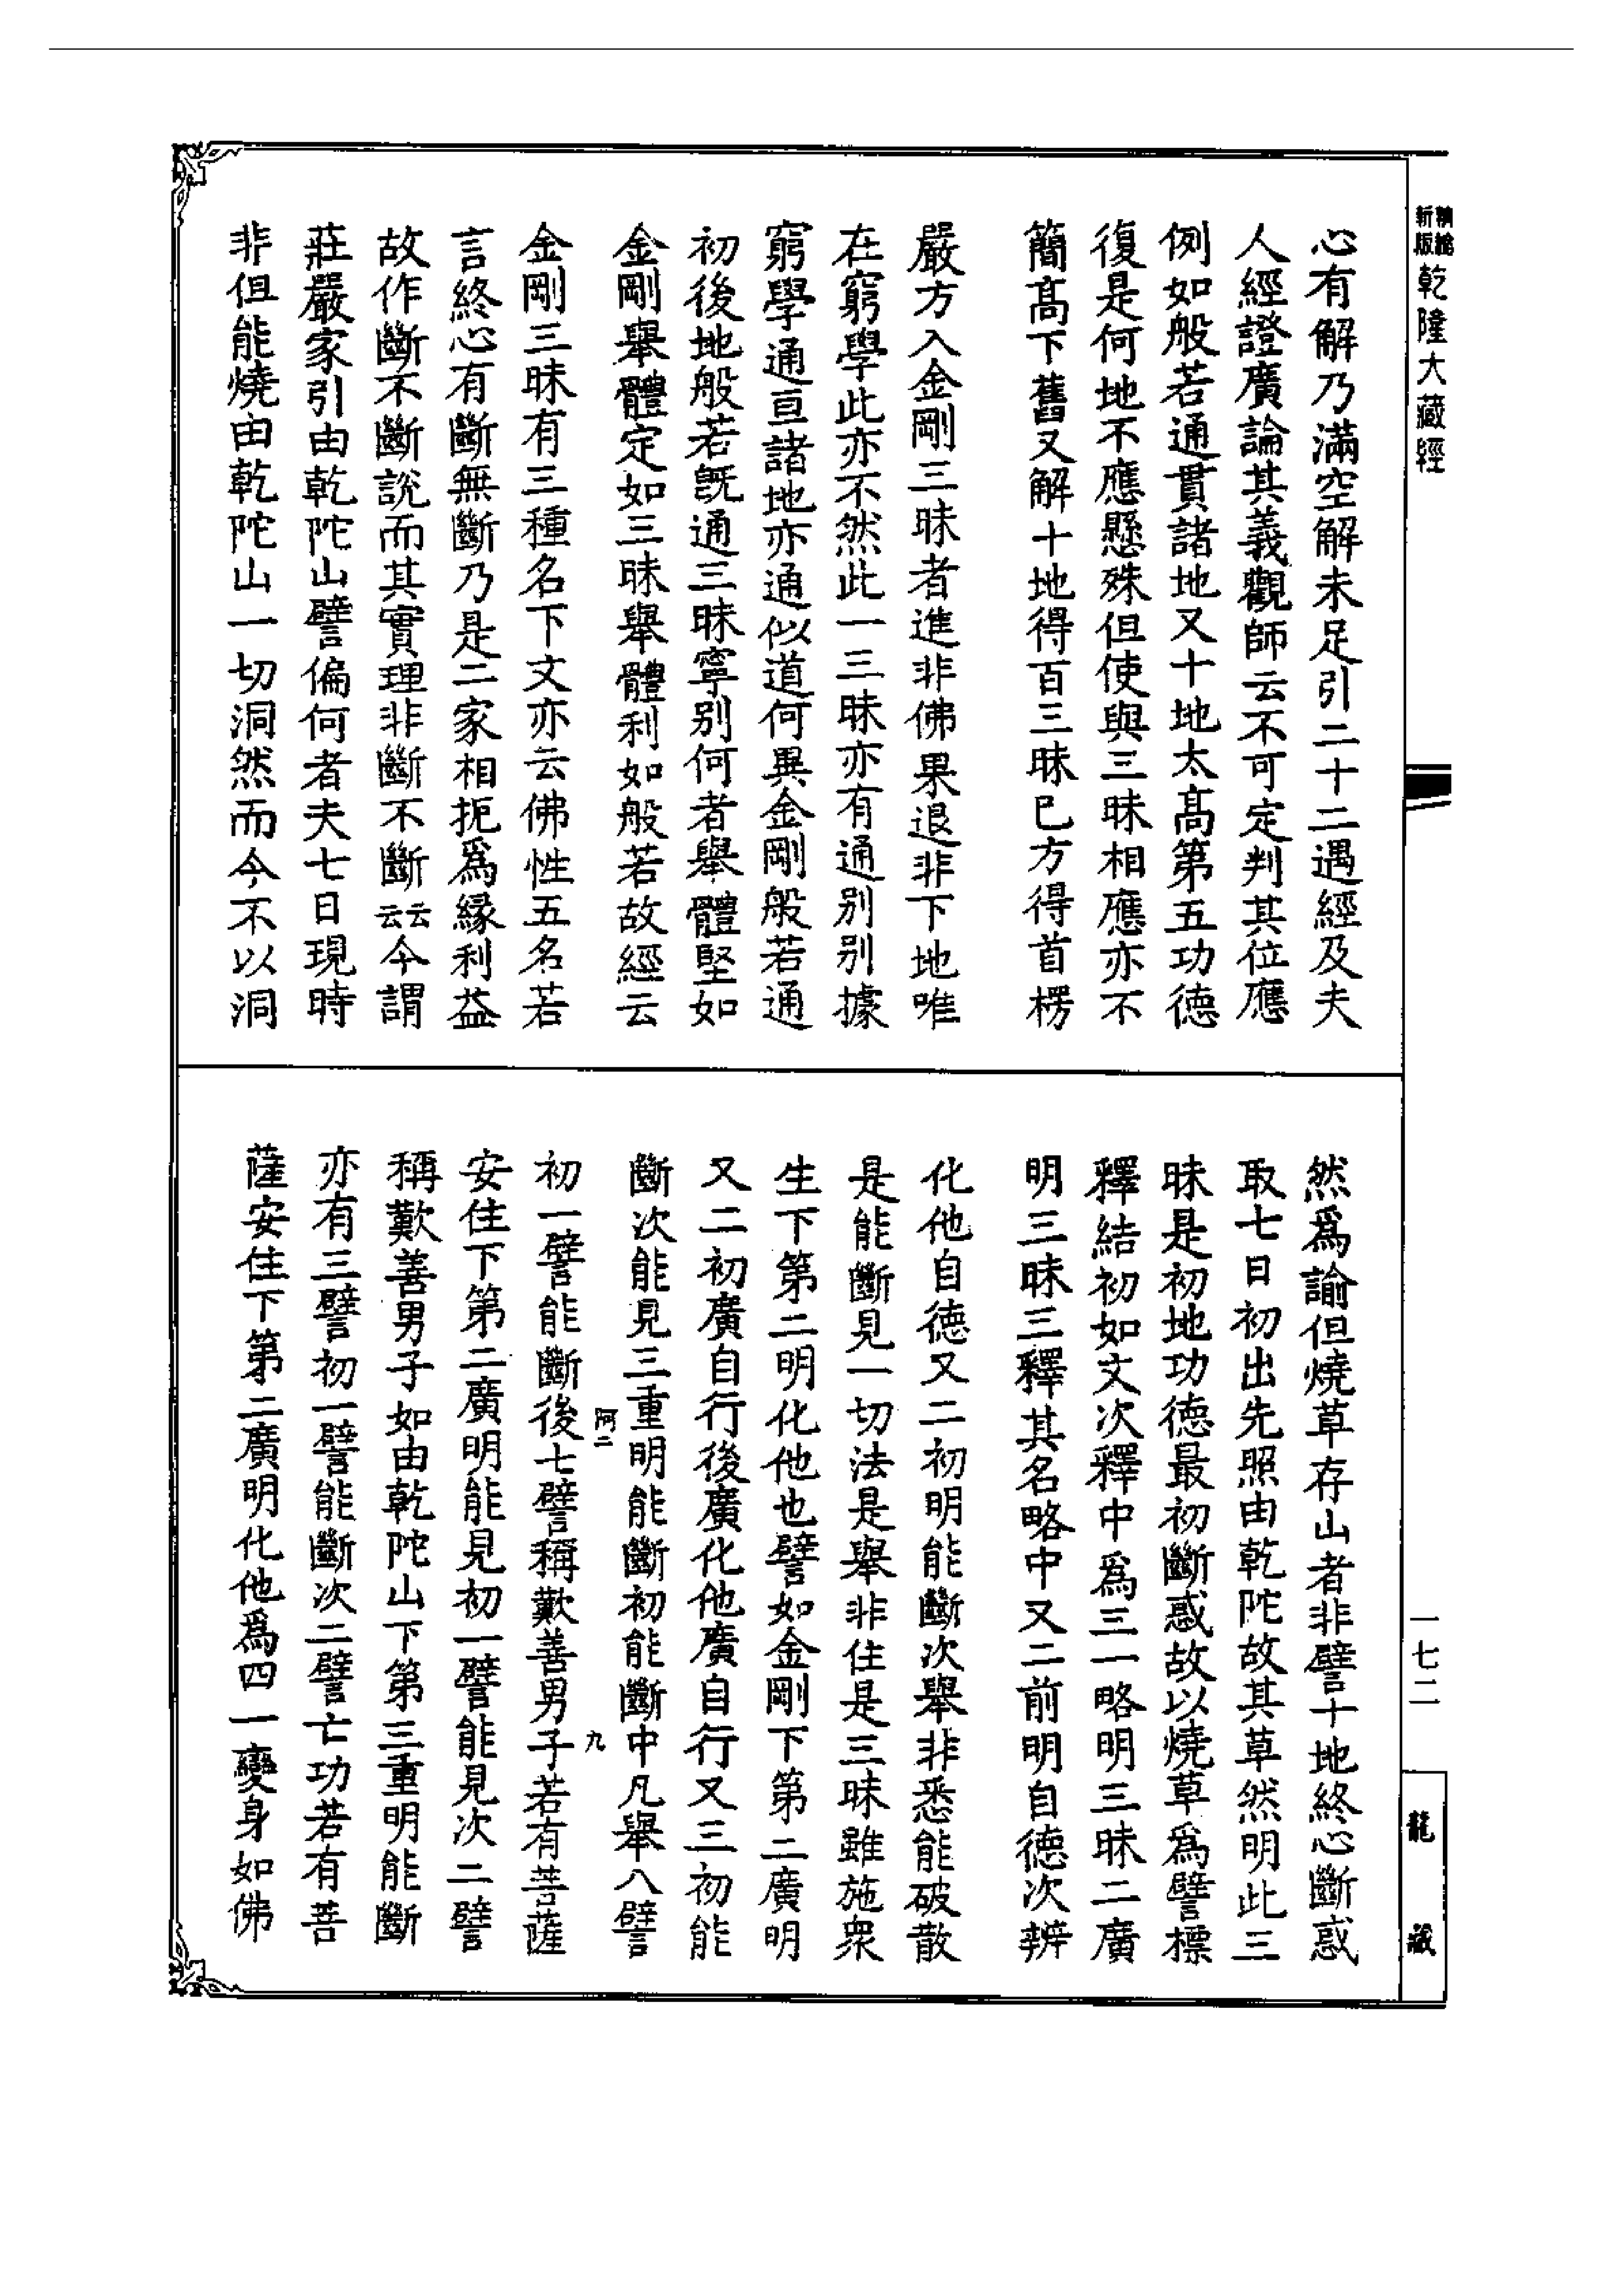 精繪新版乾隆大藏經
心有解乃滿空解未足引二十二遇經及夫
人經證廣論其義觀師云不可定判其位應
例如般若通貫諸地又十地太高第五功德
復是何地不應懸殊但使與三昧相應亦不
簡高下舊又解十地得百三昧已方得首楞
嚴方入金剛三昧者進非佛果退非下地唯
在窮學此亦不然此一三昧亦有通別別據
窮學通亘諸地亦通通似道何異金剛般若通
初後地般若旣通三昧寧別何者舉體堅如
金剛舉體定如三昧舉體利如般若故經云
金剛三昧有三種名下文亦云佛性五名若
言終心有斷無斷乃是二家相扼爲緣利益
故作斷不斷說而其實理非斷不斷云云今謂
莊嚴家引由乾陀山譬偏何者夫七日現時
非但能燒由乾陀山一切洞然而今不以洞
然爲諭但燒草存山者非譬十地終心斷惑
取七日初出先照由乾陀故其草然明此三
昧是初地功德最初斷惑故以燒草爲譬標
釋結初如文次釋中爲三一略明三昧二廣
明三昧三釋其名略中又二前明自德次辨
化他自德又二初明能斷次舉非悉能破散
是能斷見一切法是舉非住是三昧雖施衆
生下第二明化他也譬如金剛下第二廣明
又二初廣自行後廣化他廣自行又三初能
斷次能見三重明能斷初能斷中凡舉八譬
阿二
九
初一譬能斷後七譬稱歎善男子若有菩薩
安住下第二廣明能見初一譬能見次二譬
稱歎善男子如由乾陀山下第三重明能斷
亦有三譬初一譬能斷次二譬亡功若有菩
薩安住下第二廣明化他爲四一變身如佛
一七二
龍藏